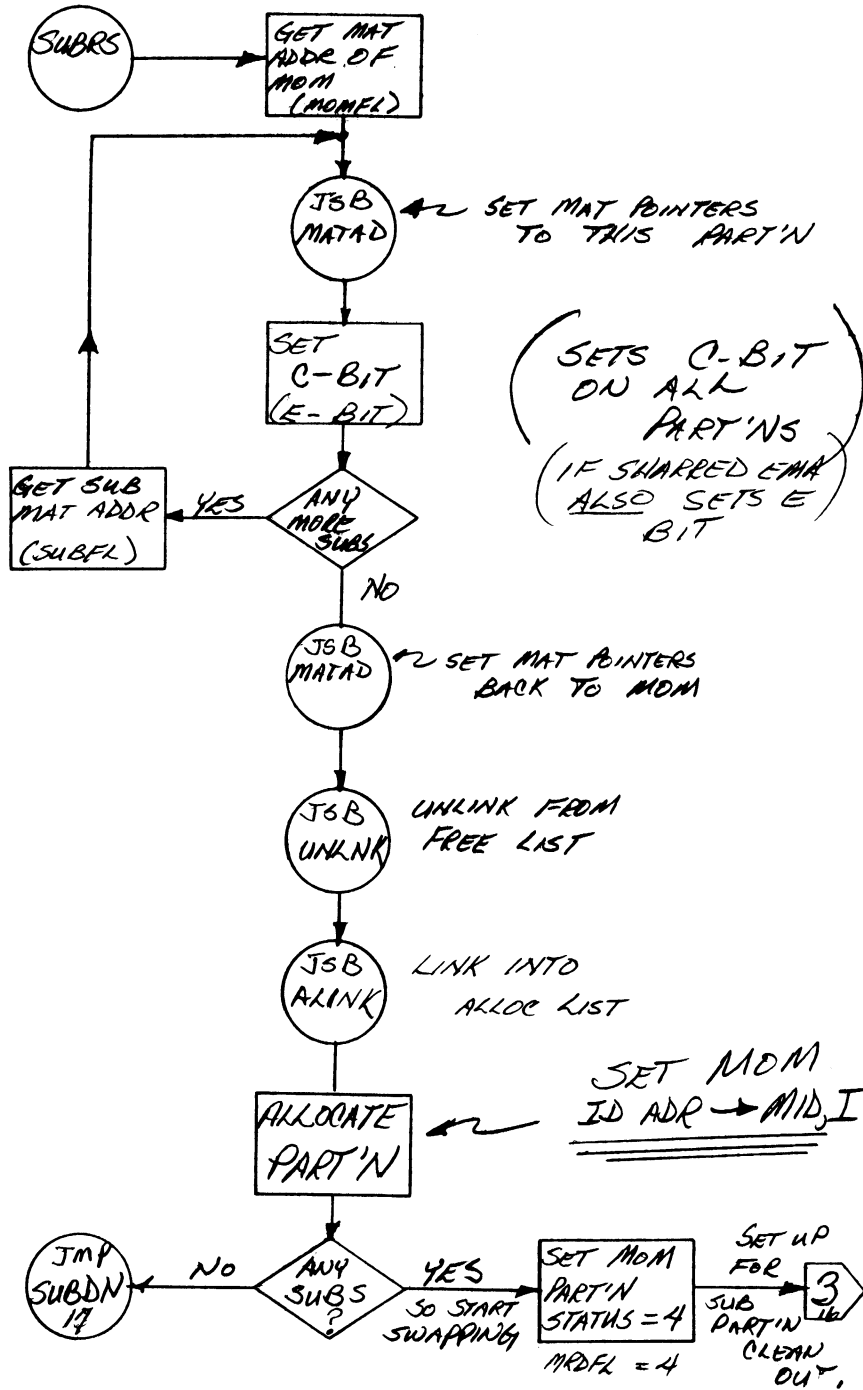 SUBRS
GET MAT
ADDR OF
MOM
(MOMFL)
JSB
MATAD
SET MAT POINTERS
TO THIS PART'N
SET
C-BIT
(E-BIT)
(SETS C-BIT
ON ALL
PART'NS)
(IF SHARRED EMA
ALSO SETS E
BIT)
GET SUB
MAT ADDR
(SUBFL)
YES
ANY
MORE
SUBS
NO
JSB
MATAD
SET MAT POINTERS
BACK TO MOM
JSB
UNLNK
UNLINK FROM
FREE LIST
JSB
ALINK
LINK INTO
ALLOC LIST
ALLOCATE
PART'N
SET MOM
ID ADR → MID,I
JMP
SUBDN
17
NO
ANY
SUBS
?
YES
SO START
SWAPPING
SET MOM
PART'N
STATUS = 4
MRDFL = 4
SET UP
FOR
SUB
PART'N
CLEAN
OUT.
3
16